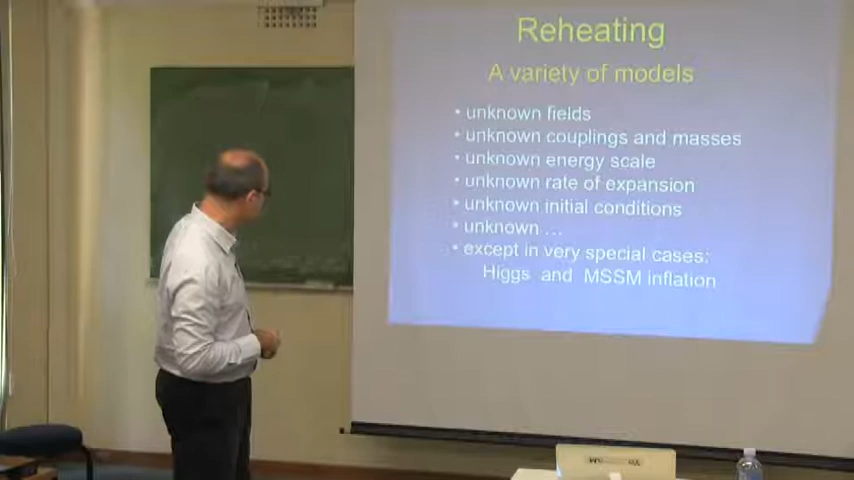 Reheating
A variety of models
• unknown fields
• unknown couplings and masses
• unknown energy scale
• unknown rate of expansion
• unknown initial conditions
• unknown ...
• except in very special cases:
Higgs and MSSM inflation